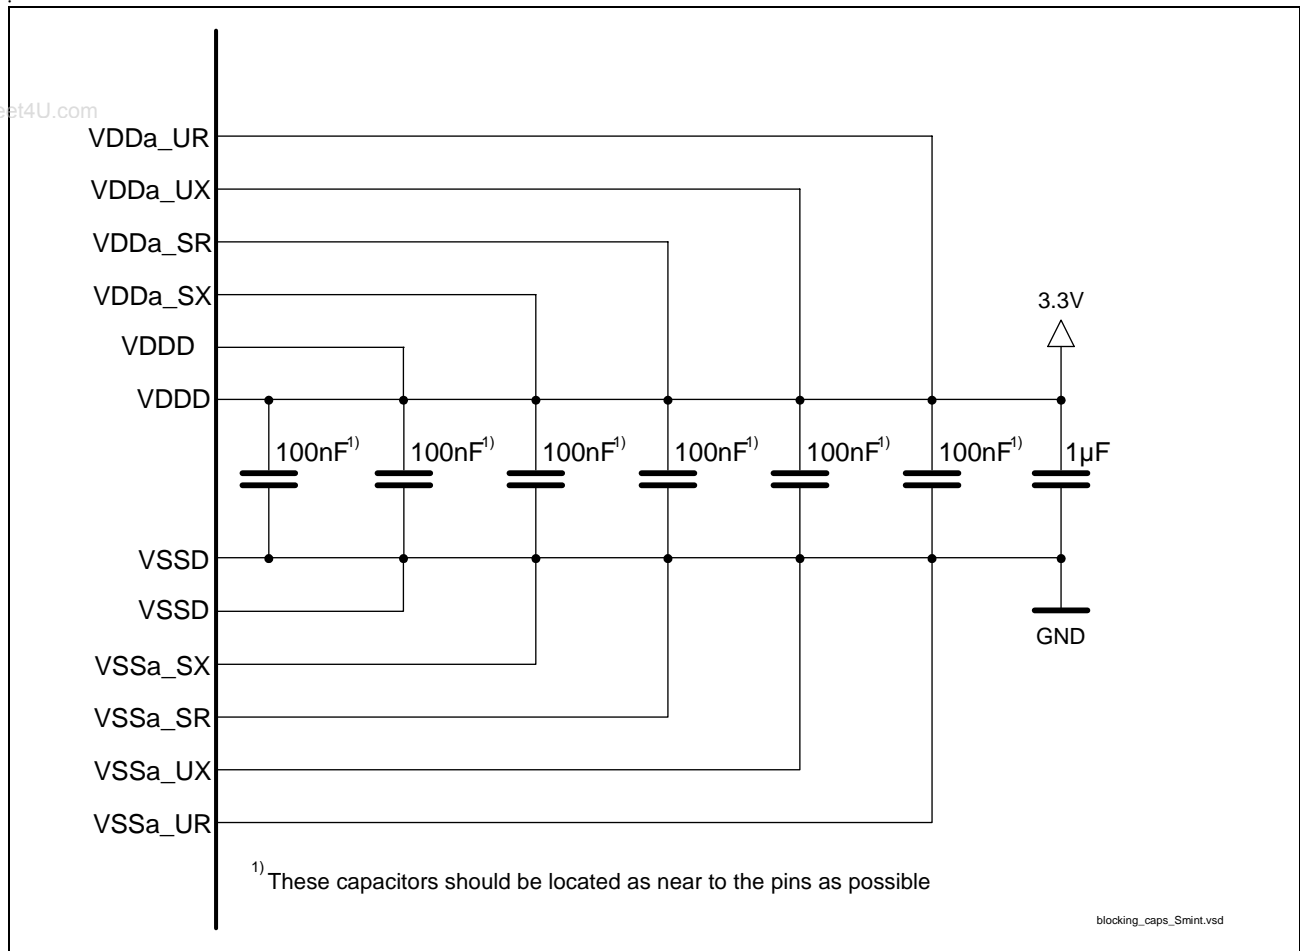 eet4U.com
VDDa_UR
VDDa_UX
VDDa_SR
VDDa_SX
3.3V
VDDD
VDDD
100nF1) 100nF1) 100nF1) 100nF1) 100nF1) 100nF1) 1µF
VSSD
VSSD
GND
VSSa_SX
VSSa_SR
VSSa_UX
VSSa_UR
1) These capacitors should be located as near to the pins as possible
blocking_caps_Smint.vsd